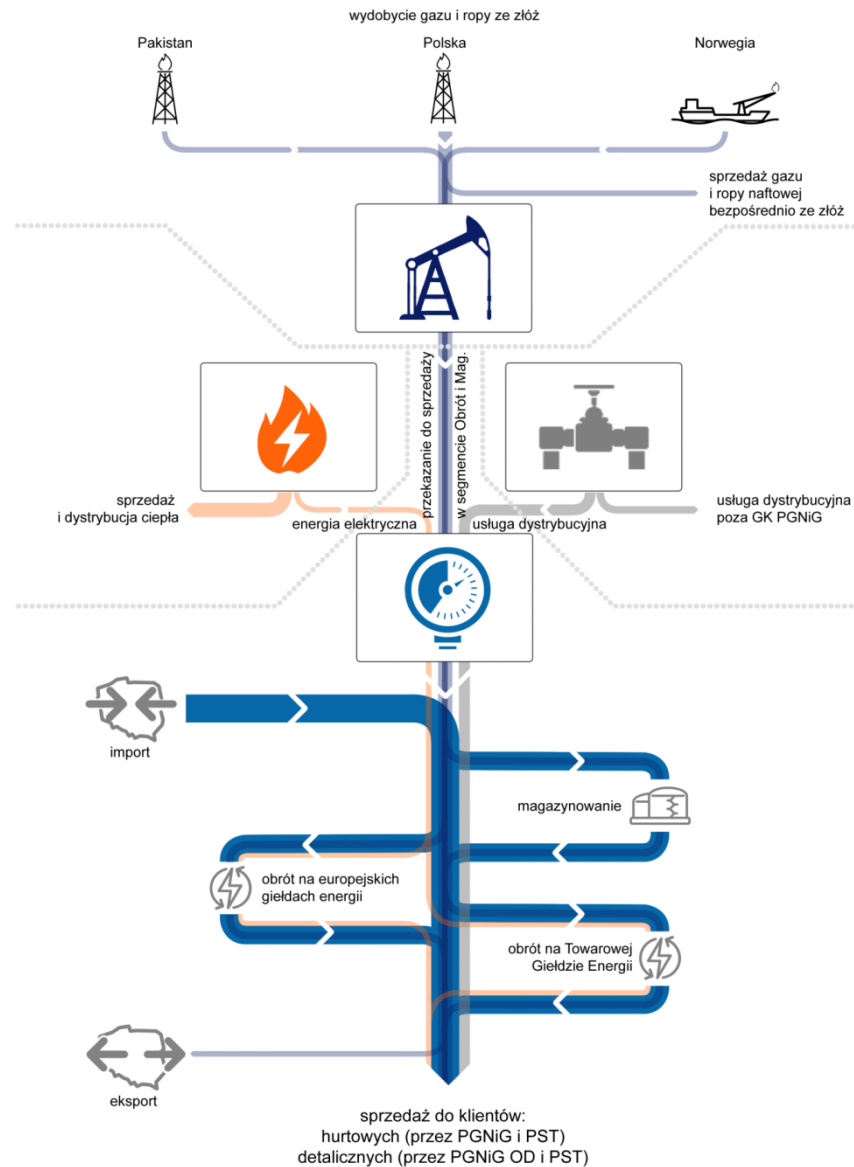 wydobycie gazu i ropy ze złóż
Pakistan
Polska
Norwegia
sprzedaż gazu
i ropy naftowej
bezpośrednio ze złóż
przekazanie do sprzedaży
w segmencie Obrót i Mag.
sprzedaż
i dystrybucja ciepła
energia elektryczna
usługa dystrybucyjna
usługa dystrybucyjna
poza GK PGNiG
import
magazynowanie
obrót na europejskich
giełdach energii
obrót na Towarowej
Giełdzie Energii
eksport
sprzedaż do klientów:
hurtowych (przez PGNiG i PST)
detalicznych (przez PGNiG OD i PST)